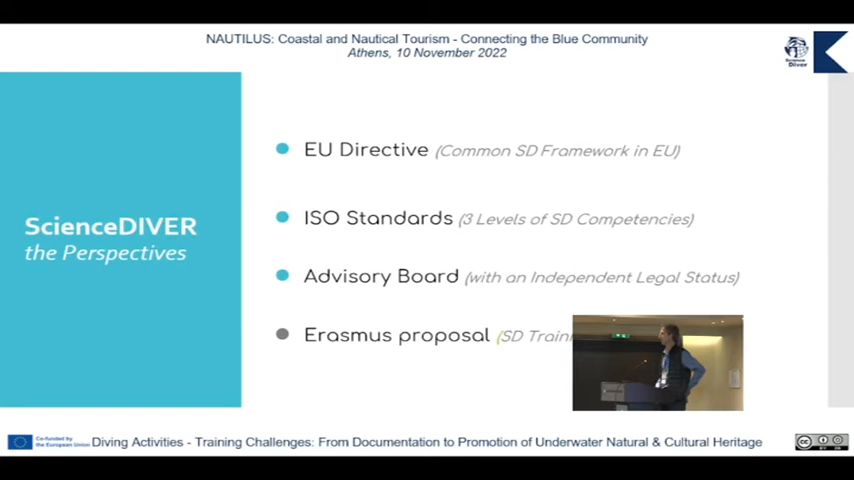 NAUTILUS: Coastal and Nautical Tourism - Connecting the Blue Community
Athens, 10 November 2022
Science
Diver
ScienceDIVER
the Perspectives
EU Directive (Common SD Framework in EU)
ISO Standards (3 Levels of SD Competencies)
Advisory Board (with an Independent Legal Status)
Erasmus proposal (SD Train
Co-funded by
the European Union
Diving Activities - Training Challenges: From Documentation to Promotion of Underwater Natural & Cultural Heritage